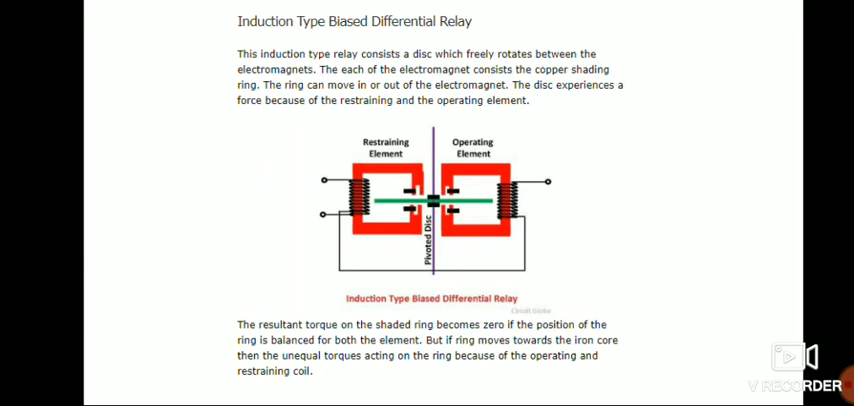 Induction Type Biased Differential Relay
This induction type relay consists a disc which freely rotates between the
electromagnets. The each of the electromagnet consists the copper shading
ring. The ring can move in or out of the electromagnet. The disc experiences a
force because of the restraining and the operating element.
Restraining
Element
Operating
Element
Pivoted Disc
Induction Type Biased Differential Relay
Circuit Globe
The resultant torque on the shaded ring becomes zero if the position of the
ring is balanced for both the element. But if ring moves towards the iron core
then the unequal torques acting on the ring because of the operating and
restraining coil.
V RECORDER